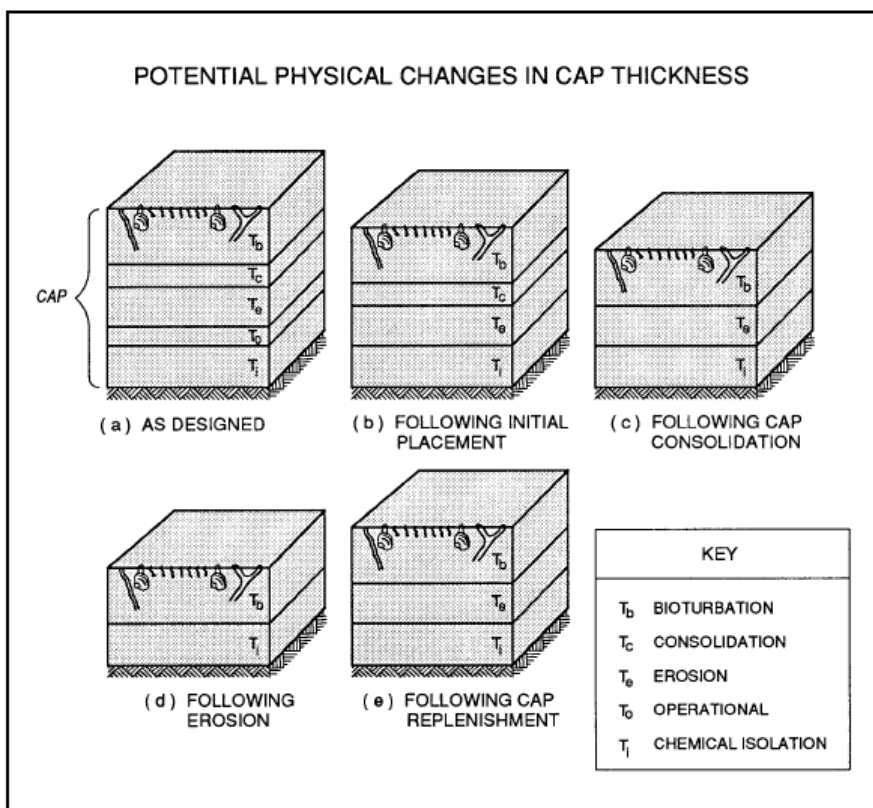 POTENTIAL PHYSICAL CHANGES IN CAP THICKNESS
CAP
Tb
Tc
Te
To
Ti
(a) AS DESIGNED
Tb
Tc
Te
Ti
(b) FOLLOWING INITIAL
PLACEMENT
Tb
Te
Ti
(c) FOLLOWING CAP
CONSOLIDATION
Tb
Ti
(d) FOLLOWING
EROSION
Tb
Te
Ti
(e) FOLLOWING CAP
REPLENISHMENT
KEY
Tb BIOTURBATION
Tc CONSOLIDATION
Te EROSION
To OPERATIONAL
Ti CHEMICAL ISOLATION